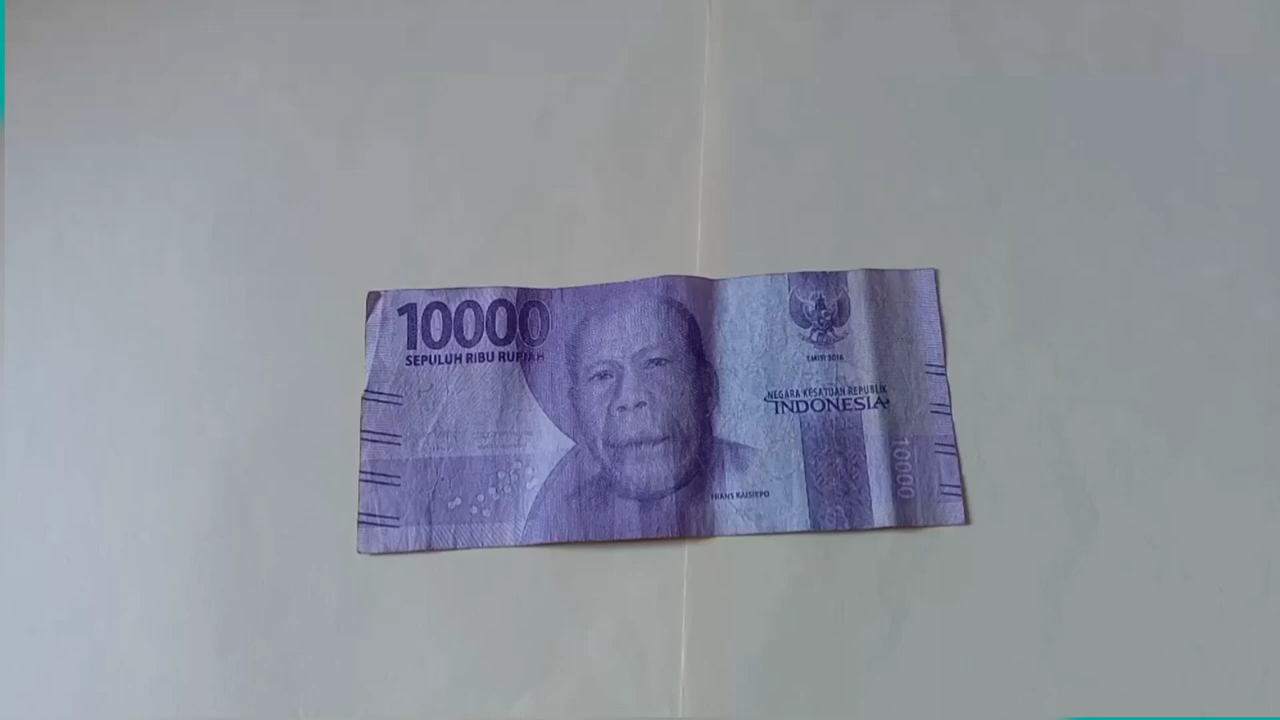 10000
SEPULUH RIBU RUPIAH
EMISI 2016
NEGARA KESATUAN REPUBLIK
INDONESIA
FRANS KAISIEPO
10000